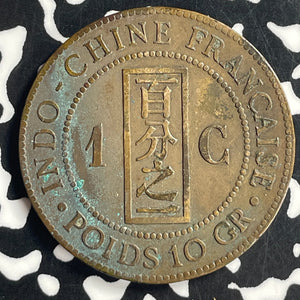 INDO-CHINE FRANÇAISE
1 百分之一 C
• POIDS 10 GR •